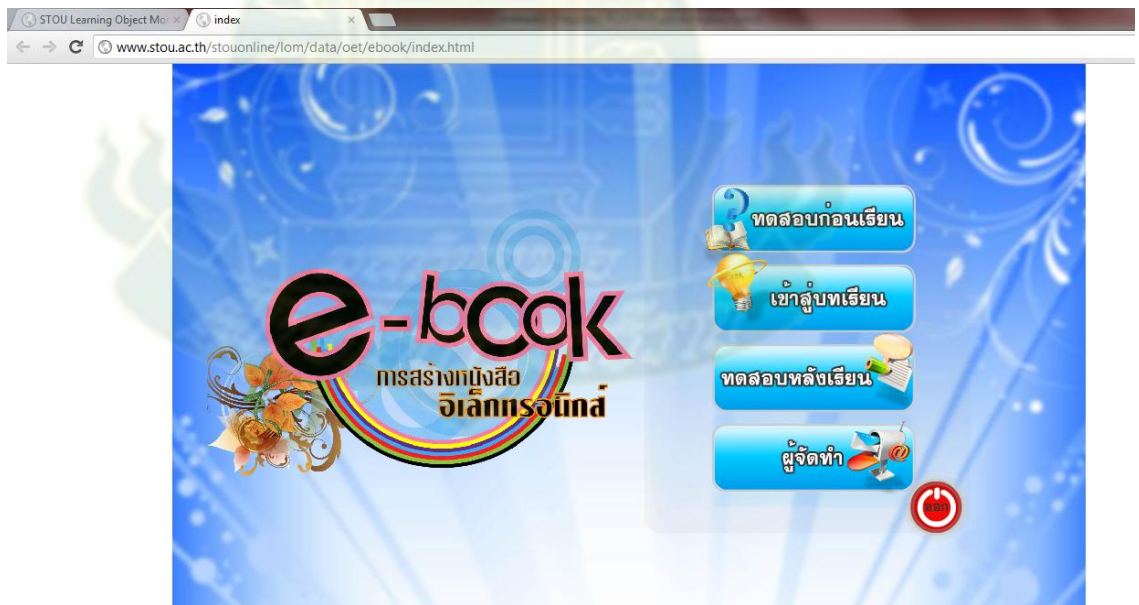 STOU Learning Object Mo
index
www.stou.ac.th/stouonline/lom/data/oet/ebook/index.html
ทดสอบก่อนเรียน
เข้าสู่บทเรียน
e-book
การสร้างหนังสือ
อิเล็กทรอนิกส์
ทดสอบหลังเรียน
ผู้จัดทำ
ออก